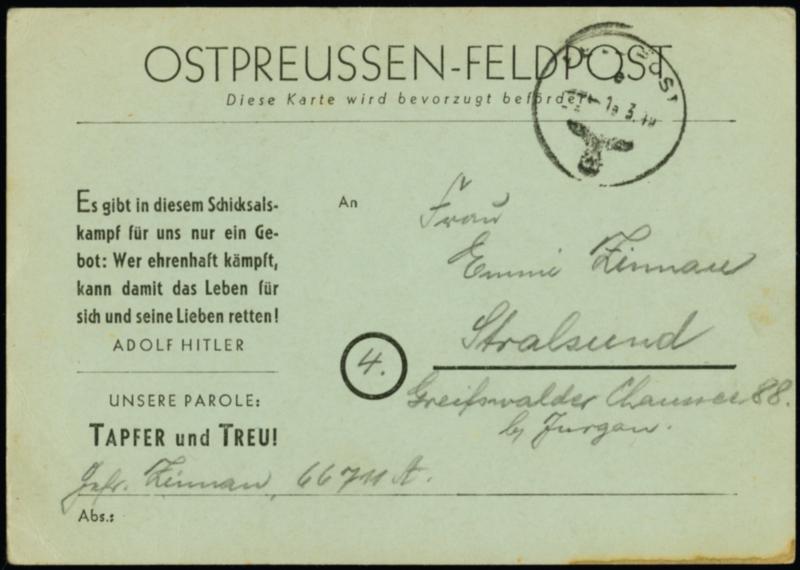 OSTPREUSSEN-FELDPOST
Diese Karte wird bevorzugt befördert
Es gibt in diesem Schicksals-
kampf für uns nur ein Ge-
bot: Wer ehrenhaft kämpft,
kann damit das Leben für
sich und seine Lieben retten!
ADOLF HITLER
UNSERE PAROLE:
TAPFER und TREU!
An
Frau
Emmi Zinnau
4.
Stralsund
Greifswalder Chaussee 88.
b/ Jurgan.
Gefr. Zinnau, 66711 A.
Abs.: